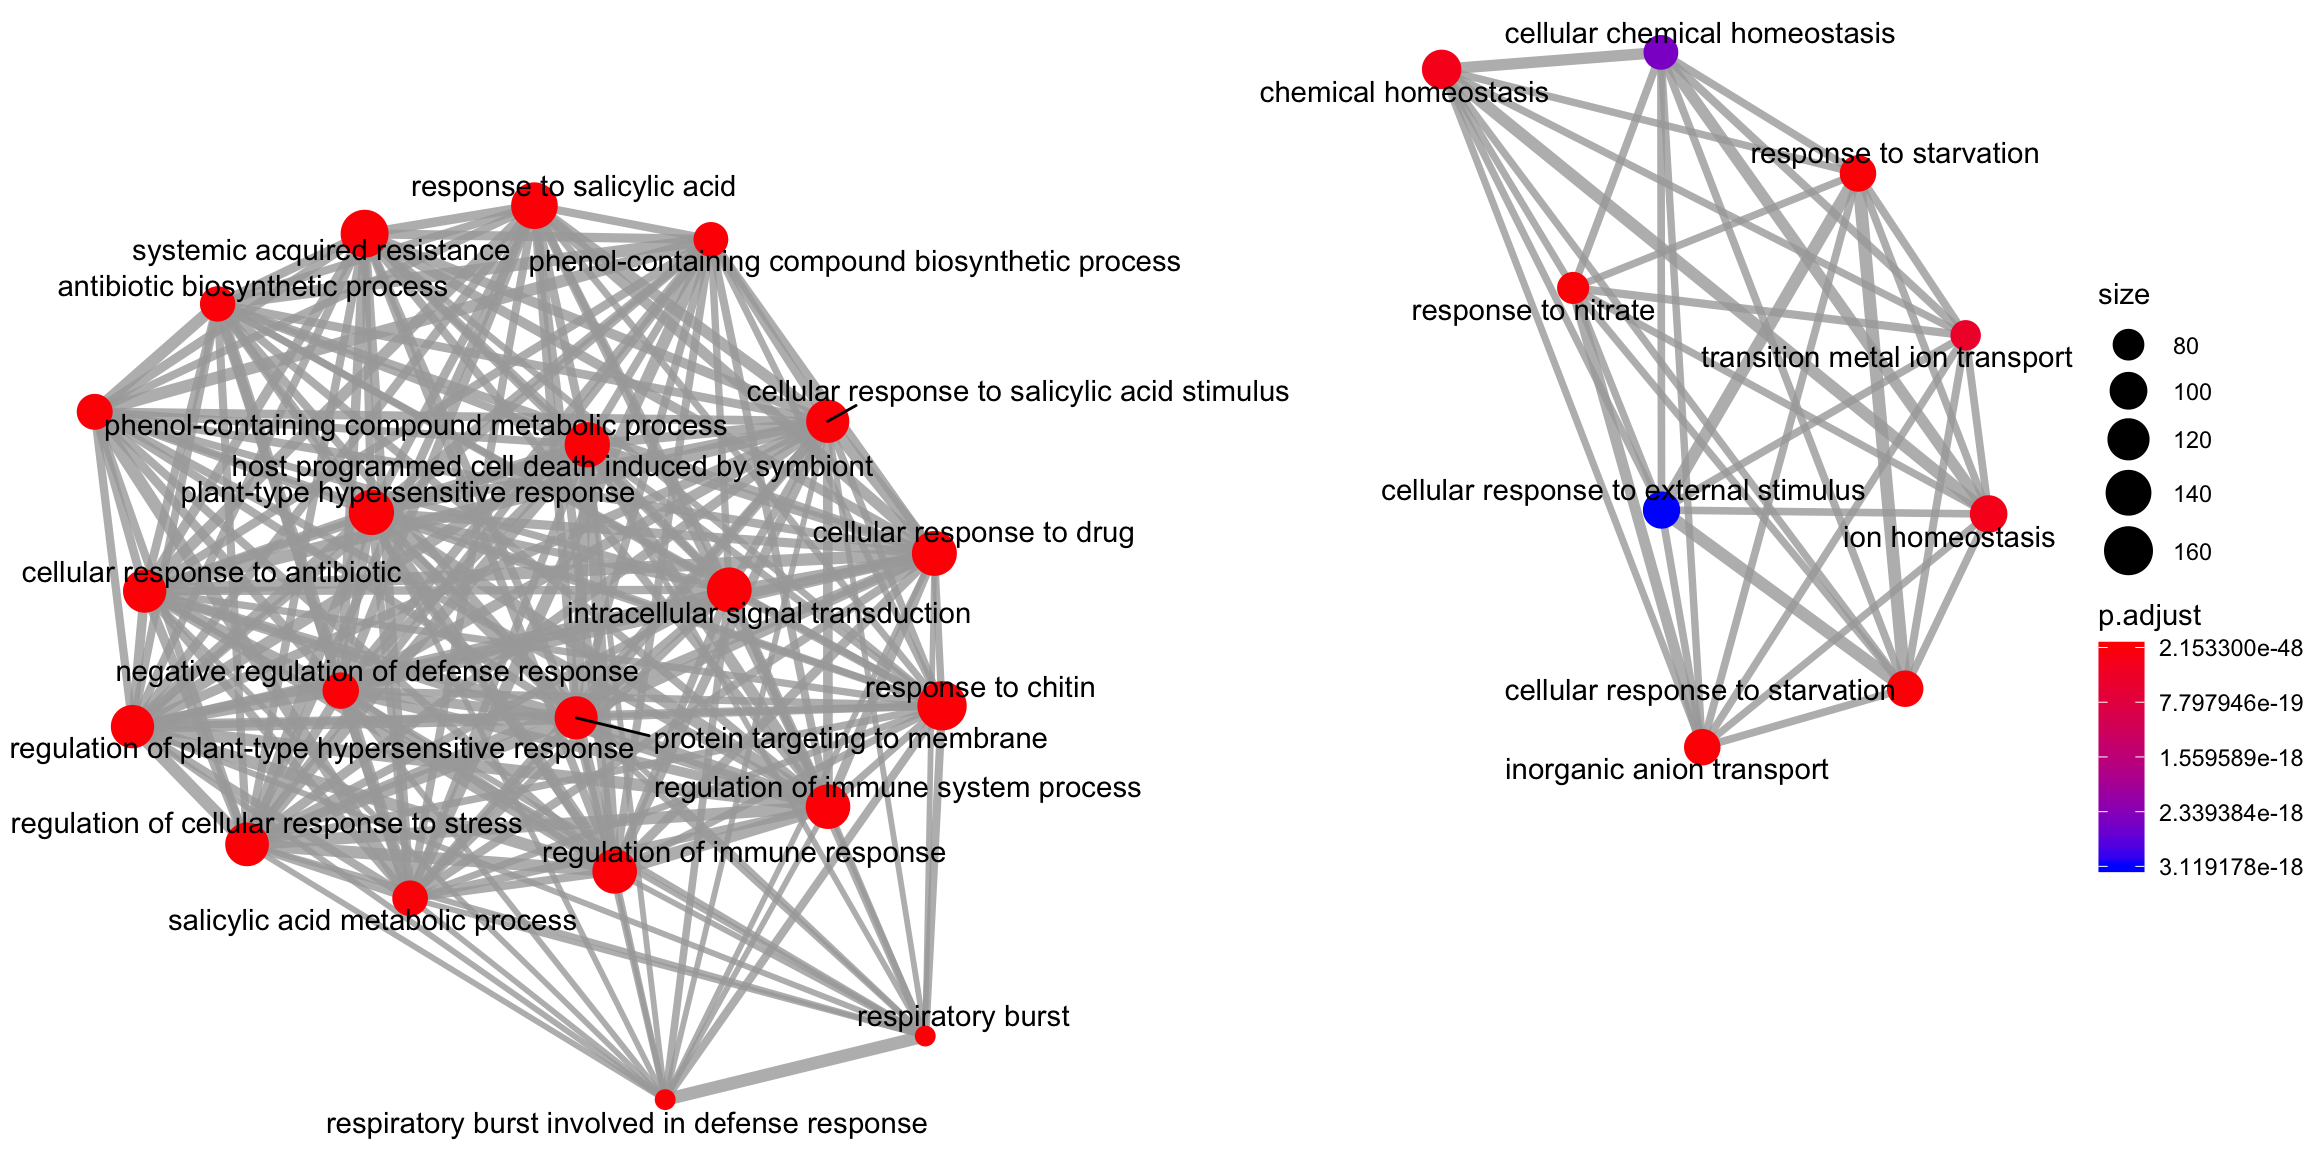 cellular chemical homeostasis
chemical homeostasis
response to starvation
response to salicylic acid
systemic acquired resistance
phenol-containing compound biosynthetic process
antibiotic biosynthetic process
response to nitrate
transition metal ion transport
cellular response to salicylic acid stimulus
phenol-containing compound metabolic process
host programmed cell death induced by symbiont
plant-type hypersensitive response
cellular response to external stimulus
cellular response to drug
ion homeostasis
cellular response to antibiotic
intracellular signal transduction
negative regulation of defense response
response to chitin
cellular response to starvation
protein targeting to membrane
regulation of plant-type hypersensitive response
inorganic anion transport
regulation of immune system process
regulation of cellular response to stress
regulation of immune response
salicylic acid metabolic process
respiratory burst
respiratory burst involved in defense response
size
80
100
120
140
160
p.adjust
2.153300e-48
7.797946e-19
1.559589e-18
2.339384e-18
3.119178e-18